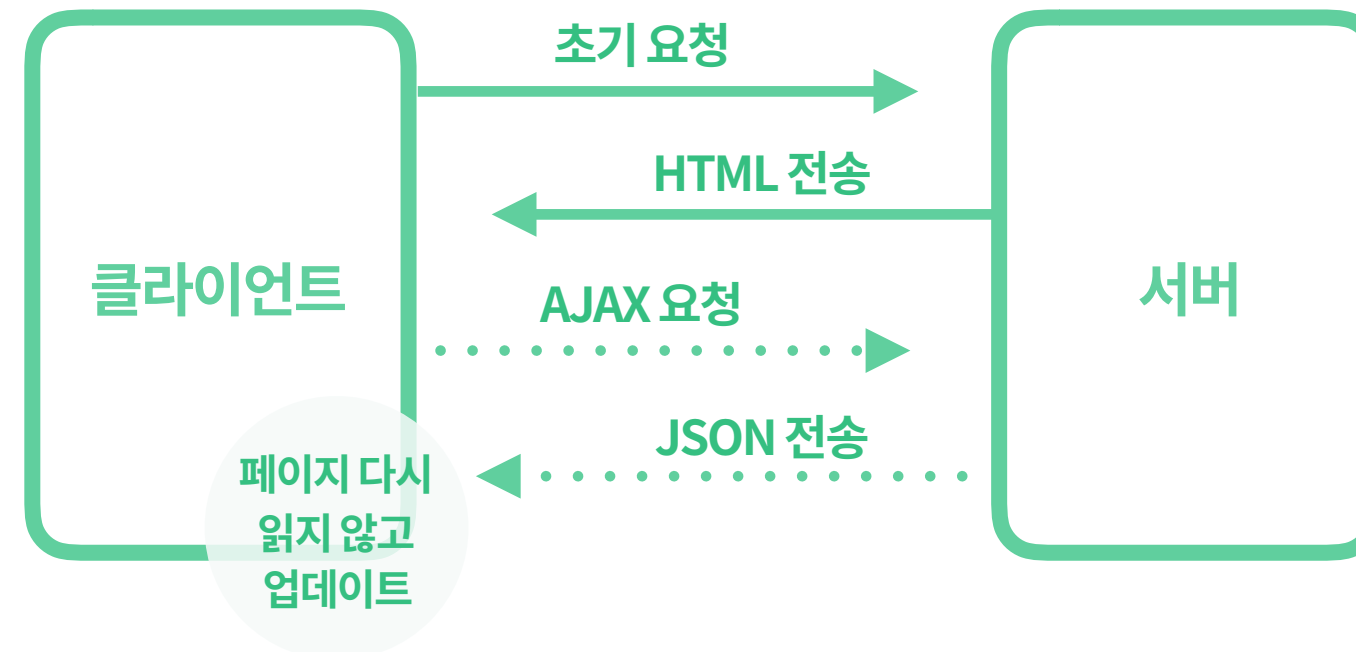 초기 요청
HTML 전송
클라이언트
서버
AJAX 요청
JSON 전송
페이지 다시
읽지 않고
업데이트